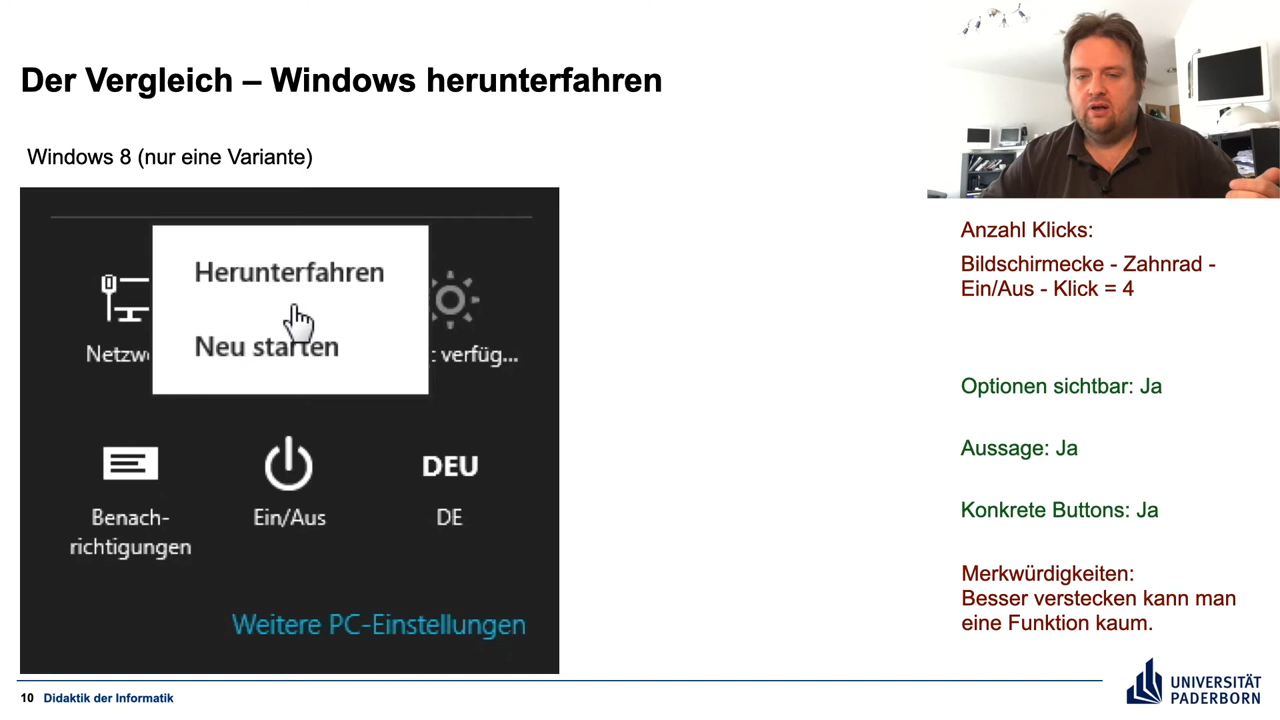 Der Vergleich – Windows herunterfahren
Windows 8 (nur eine Variante)
Herunterfahren
Neu starten
Netzw
t verfüg...
Benach-
richtigungen
Ein/Aus
DEU
DE
Weitere PC-Einstellungen
Anzahl Klicks:
Bildschirmecke - Zahnrad -
Ein/Aus - Klick = 4
Optionen sichtbar: Ja
Aussage: Ja
Konkrete Buttons: Ja
Merkwürdigkeiten:
Besser verstecken kann man
eine Funktion kaum.
10 Didaktik der Informatik
UNIVERSITÄT
PADERBORN